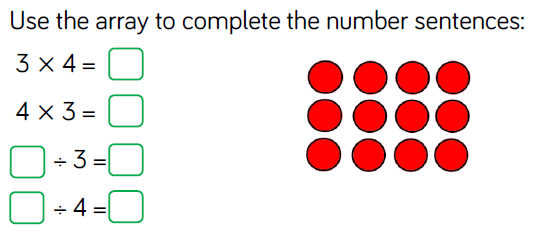 Use the array to complete the number sentences:
3 × 4 =
4 × 3 =
÷ 3 =
÷ 4 =